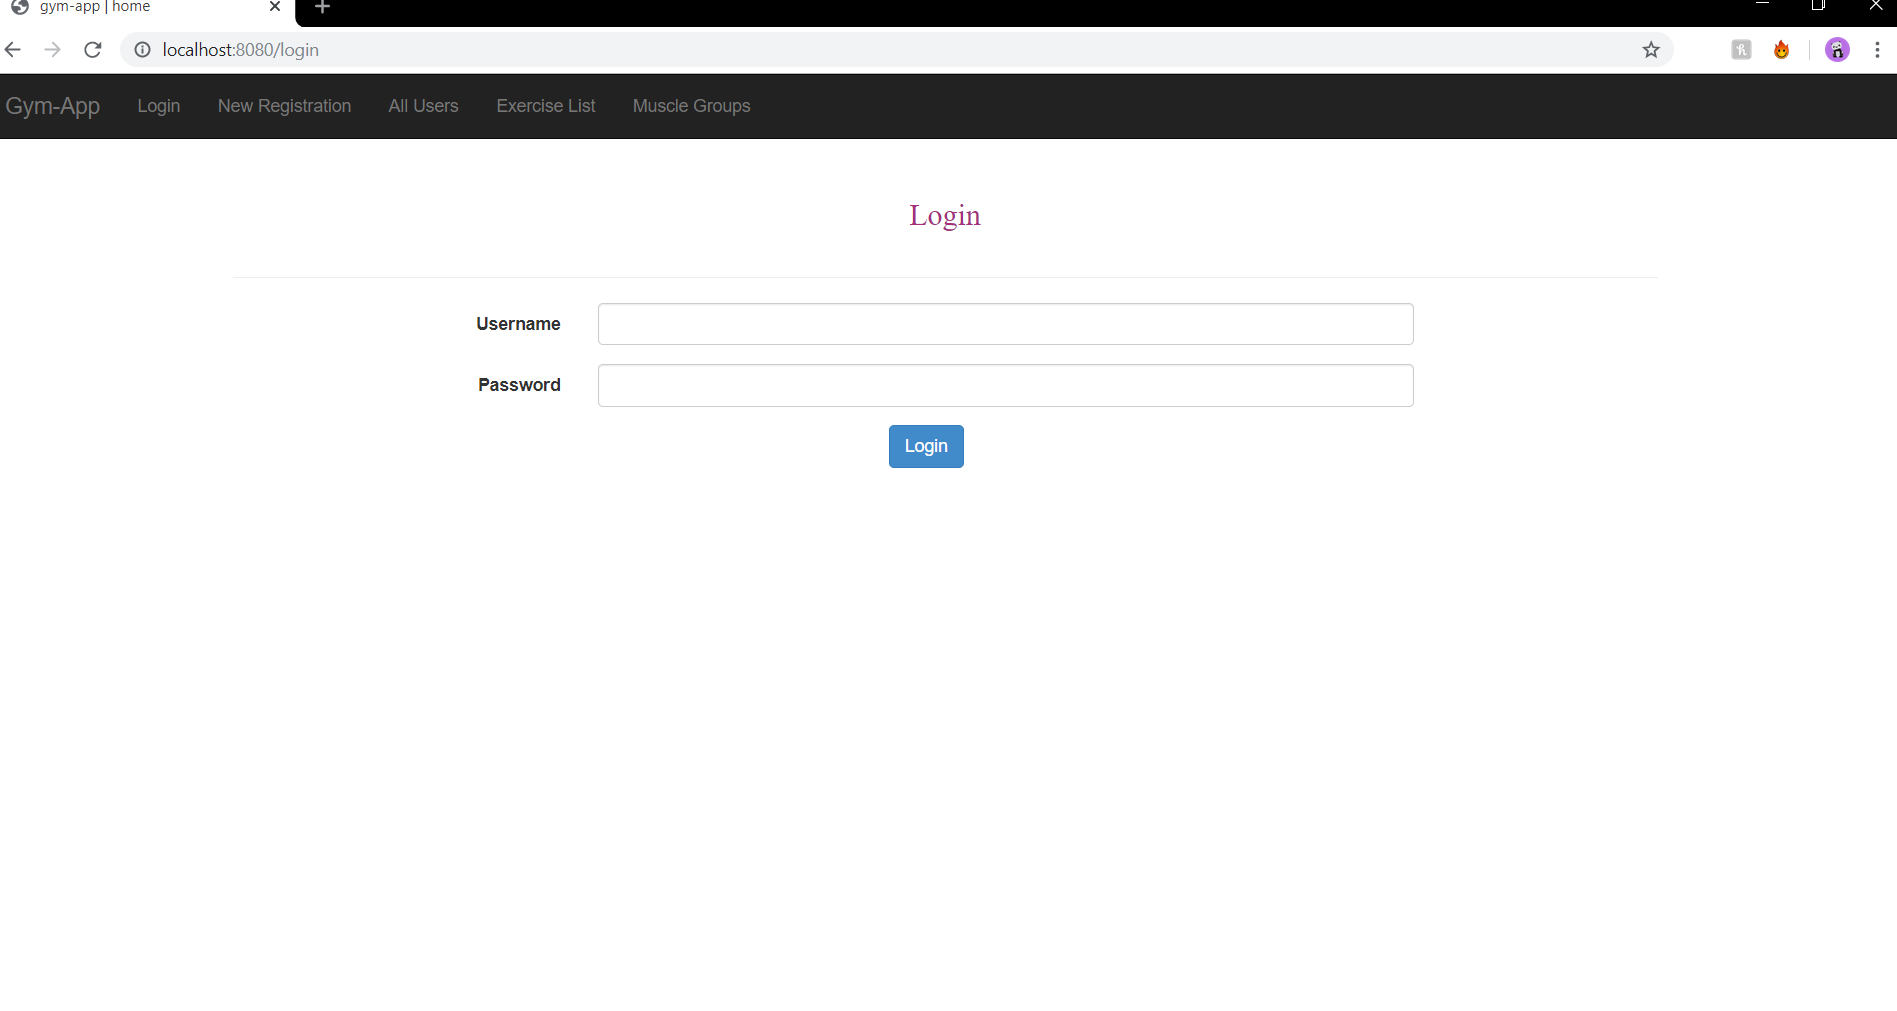 gym-app | home
localhost:8080/login
Gym-App Login New Registration All Users Exercise List Muscle Groups
Login
Username
Password
Login